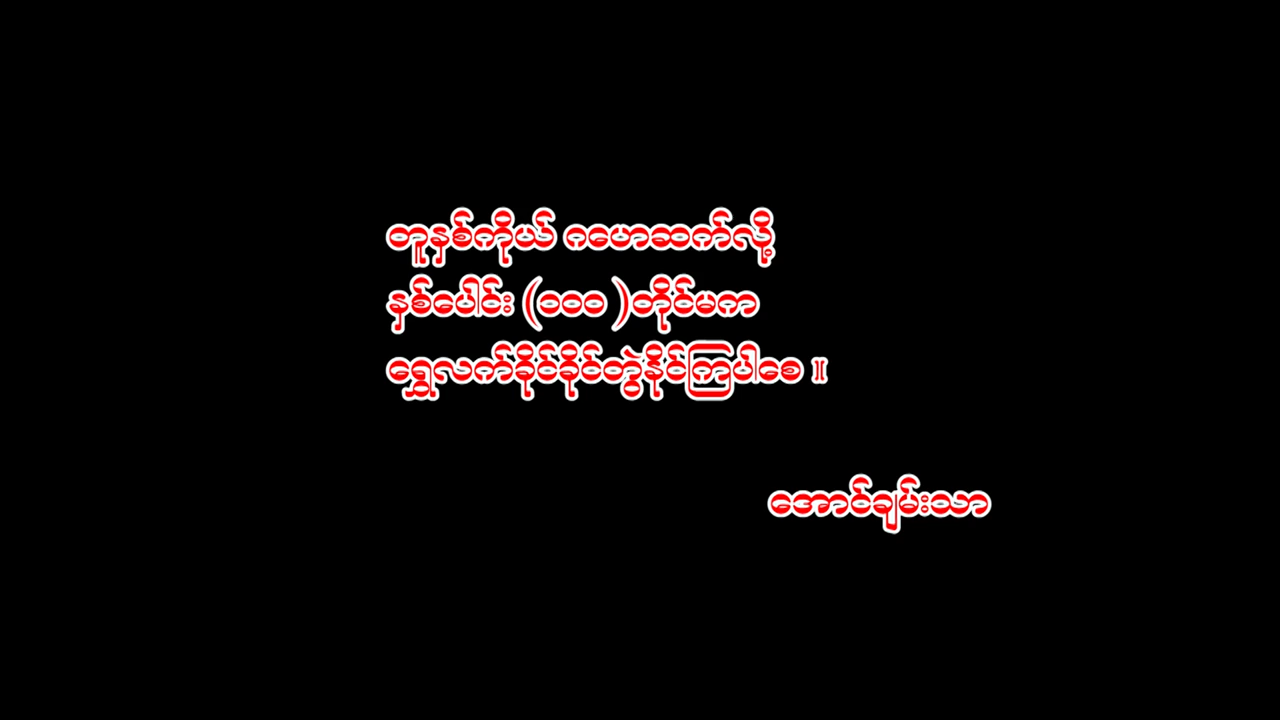 တူနှစ်ကိုယ် ဂဟေဆက်လို့
နှစ်ပေါင်း (၁၀၀ )တိုင်မက
ရွှေလက်ခိုင်ခိုင်တွဲနိုင်ကြပါစေ ။
အောင်ချမ်းသာ